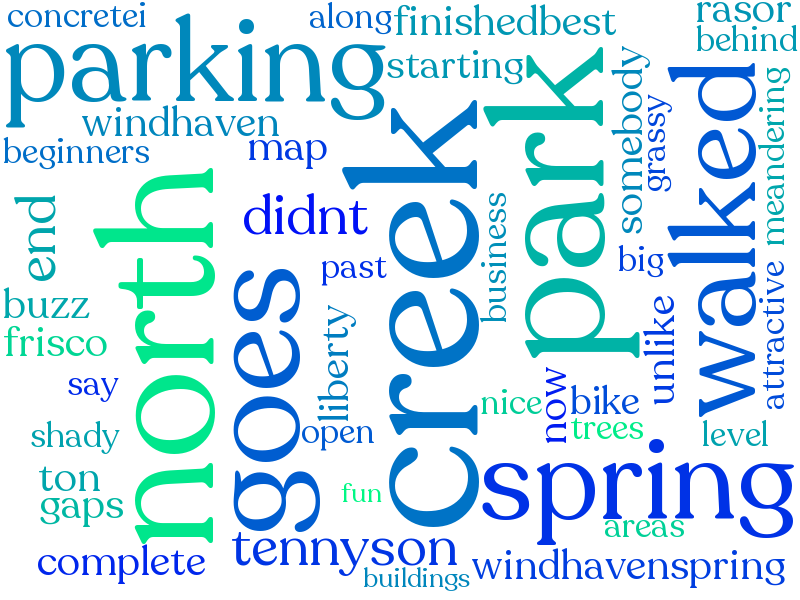 concretei
along
finishedbest
rasor
behind
parking
starting
windhaven
beginners
map
park
somebody
grassy
walked
meandering
creek
north
end
didnt
past
business
big
buzz
frisco
goes
liberty
unlike
attractive
say
nice
now
bike
trees
level
shady
open
ton
gaps
fun
spring
areas
complete
tennyson
buildings
windhavenspring